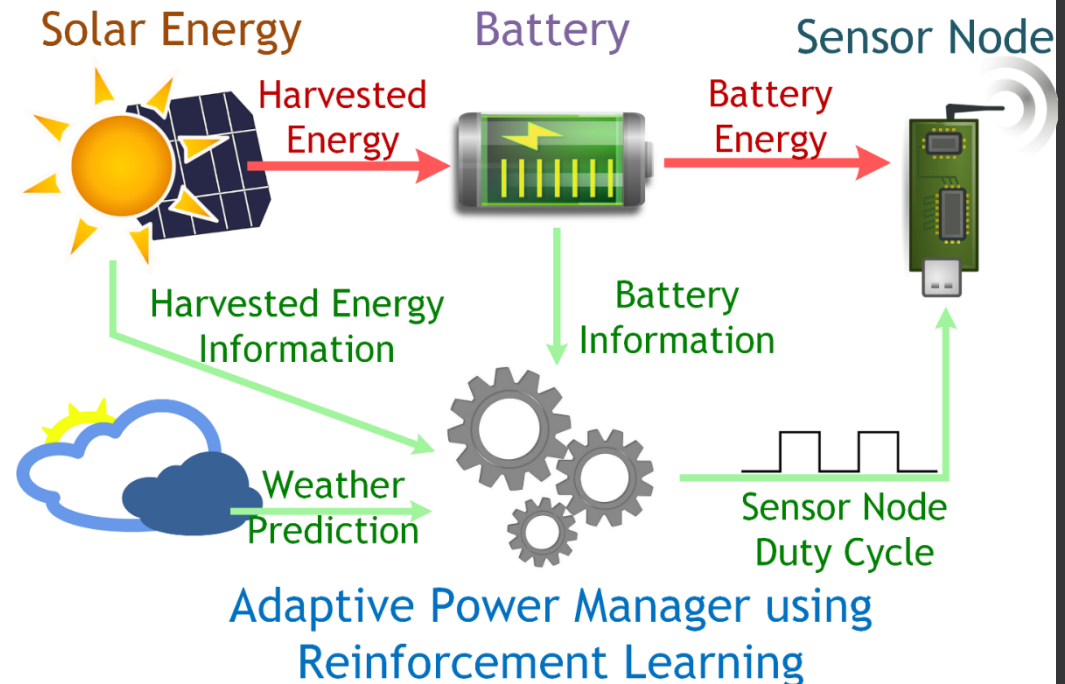 Solar Energy
Battery
Sensor Node
Harvested
Energy
Battery
Energy
Harvested Energy
Information
Battery
Information
Weather
Prediction
Sensor Node
Duty Cycle
Adaptive Power Manager using
Reinforcement Learning